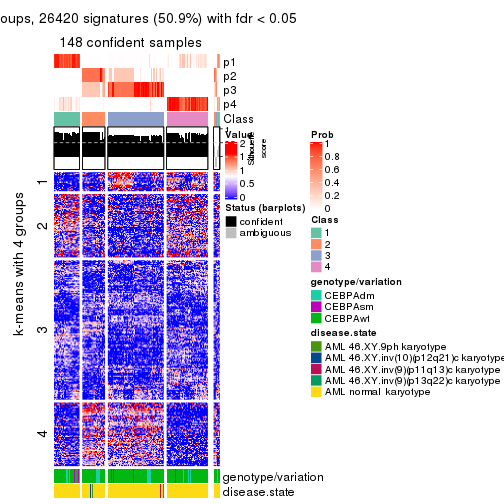 oups, 26420 signatures (50.9%) with fdr < 0.05
148 confident samples
p1
p2
p3
p4
Class
Silhouette
score
k-means with 4 groups
1
2
3
4
genotype/variation
disease.state
Value
2
1.5
1
0.5
0
Status (barplots)
confident
ambiguous
Prob
1
0.8
0.6
0.4
0.2
0
Class
1
2
3
4
genotype/variation
CEBPAdm
CEBPAsm
CEBPAwt
disease.state
AML 46.XY.9ph karyotype
AML 46.XY.inv(10)(p12q21)c karyotype
AML 46.XY.inv(9)(p11q13)c karyotype
AML 46.XY.inv(9)(p13q22)c karyotype
AML normal karyotype